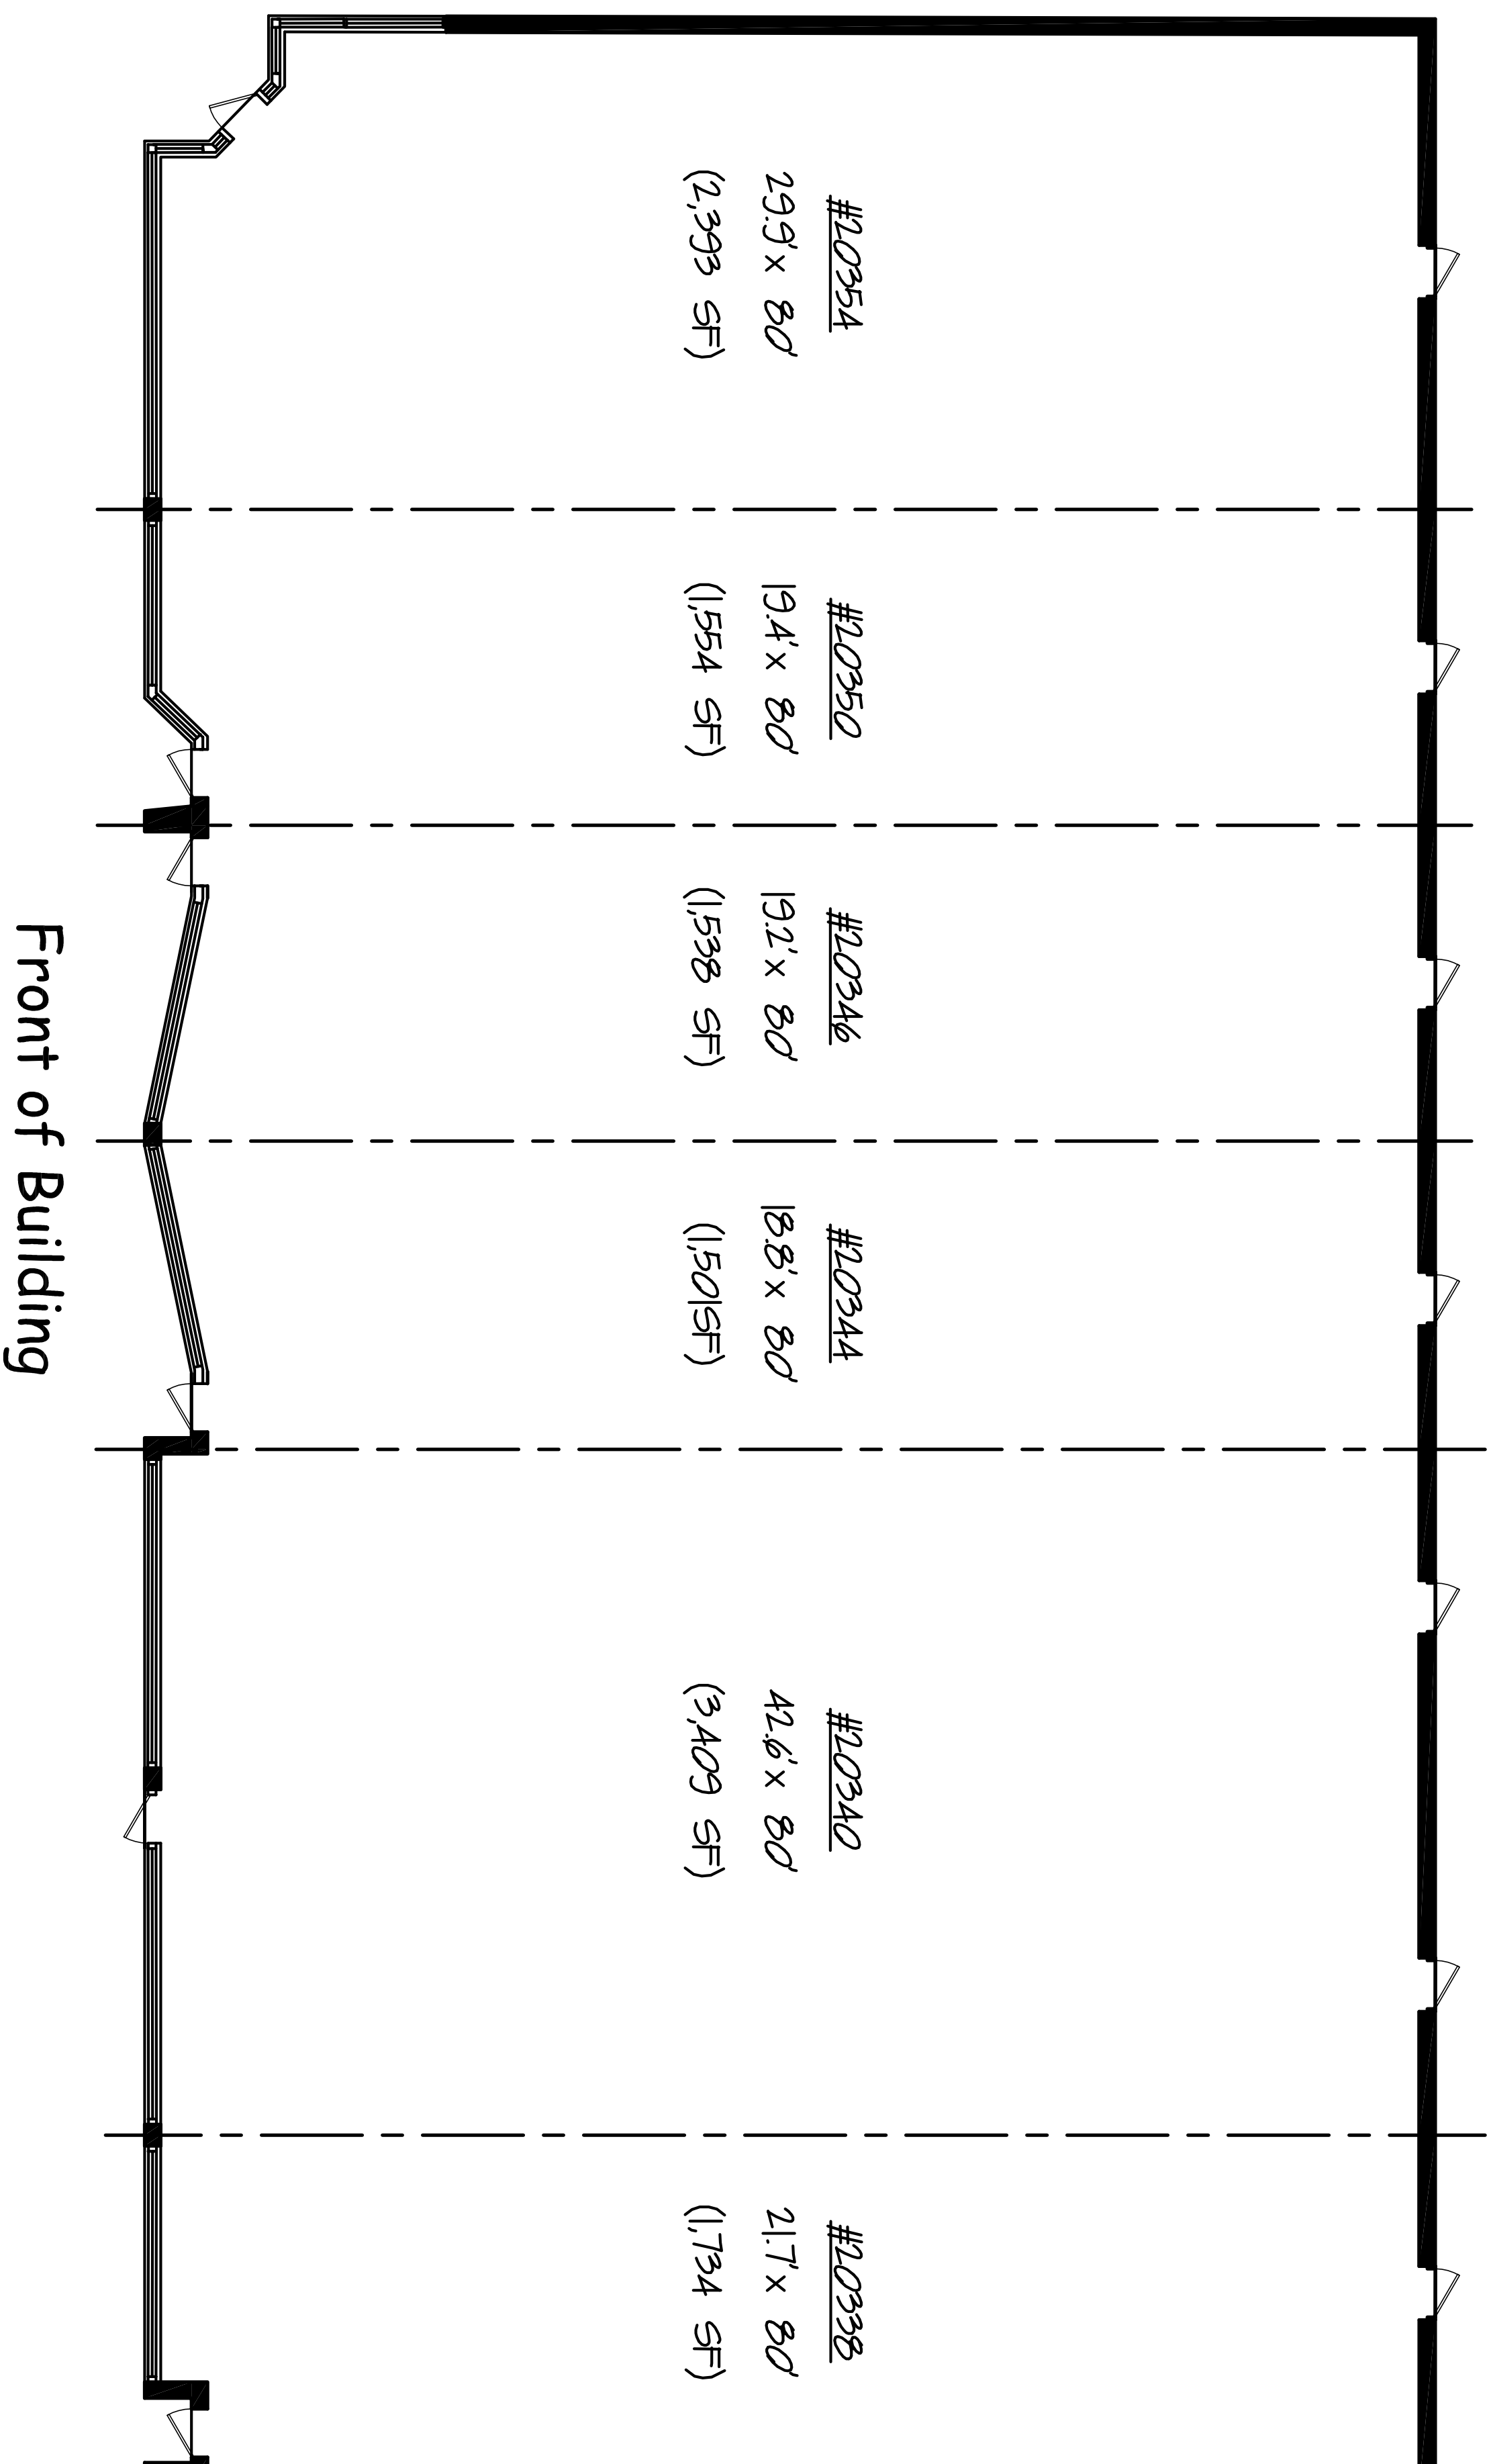 #20354
29.9' x 80'
(2,393 SF)
#20350
19.4' x 80'
(1,554 SF)
#20346
19.2' x 80'
(1,538 SF)
#20344
18.8' x 80'
(1,501SF)
#20340
42.6' x 80'
(3,409 SF)
#20338
21.7' x 80'
(1,734 SF)
Front of Building